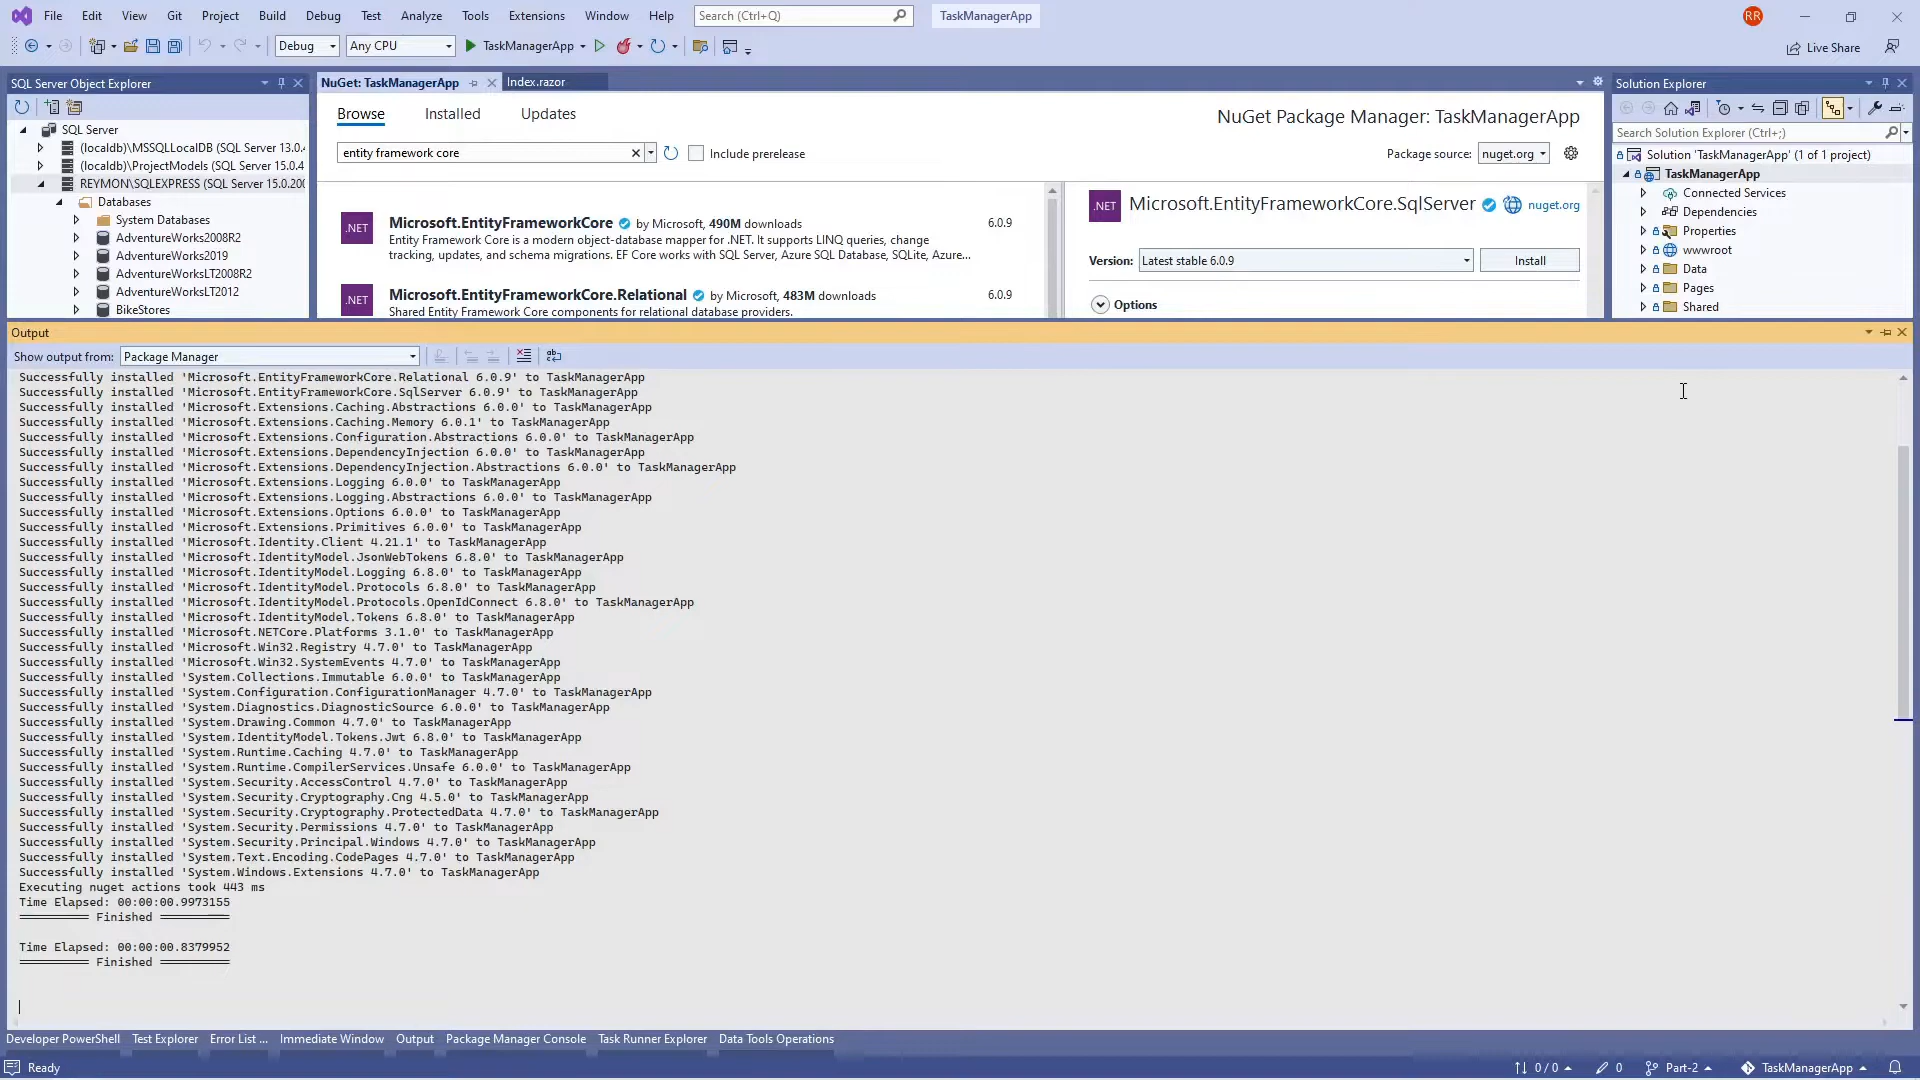 File Edit View Git Project Build Debug Test Analyze Tools Extensions Window Help Search (Ctrl+Q) TaskManagerApp RR
Debug Any CPU TaskManagerApp Live Share
SQL Server Object Explorer
SQL Server
(localdb)\MSSQLLocalDB (SQL Server 13.0.
(localdb)\ProjectModels (SQL Server 15.0.4
REYMON\SQLEXPRESS (SQL Server 15.0.200
Databases
System Databases
AdventureWorks2008R2
AdventureWorks2019
AdventureWorksLT2008R2
AdventureWorksLT2012
BikeStores
NuGet: TaskManagerApp Index.razor
Browse Installed Updates
NuGet Package Manager: TaskManagerApp
entity framework core Include prerelease
Package source: nuget.org
.NET Microsoft.EntityFrameworkCore by Microsoft, 490M downloads 6.0.9
Entity Framework Core is a modern object-database mapper for .NET. It supports LINQ queries, change
tracking, updates, and schema migrations. EF Core works with SQL Server, Azure SQL Database, SQLite, Azure...
.NET Microsoft.EntityFrameworkCore.Relational by Microsoft, 483M downloads 6.0.9
Shared Entity Framework Core components for relational database providers.
.NET Microsoft.EntityFrameworkCore.SqlServer nuget.org
Version: Latest stable 6.0.9 Install
Options
Solution Explorer
Search Solution Explorer (Ctrl+;)
Solution 'TaskManagerApp' (1 of 1 project)
TaskManagerApp
Connected Services
Dependencies
Properties
wwwroot
Data
Pages
Shared
Output
Show output from: Package Manager
Successfully installed 'Microsoft.EntityFrameworkCore.Relational 6.0.9' to TaskManagerApp
Successfully installed 'Microsoft.EntityFrameworkCore.SqlServer 6.0.9' to TaskManagerApp
Successfully installed 'Microsoft.Extensions.Caching.Abstractions 6.0.0' to TaskManagerApp
Successfully installed 'Microsoft.Extensions.Caching.Memory 6.0.1' to TaskManagerApp
Successfully installed 'Microsoft.Extensions.Configuration.Abstractions 6.0.0' to TaskManagerApp
Successfully installed 'Microsoft.Extensions.DependencyInjection 6.0.0' to TaskManagerApp
Successfully installed 'Microsoft.Extensions.DependencyInjection.Abstractions 6.0.0' to TaskManagerApp
Successfully installed 'Microsoft.Extensions.Logging 6.0.0' to TaskManagerApp
Successfully installed 'Microsoft.Extensions.Logging.Abstractions 6.0.0' to TaskManagerApp
Successfully installed 'Microsoft.Extensions.Options 6.0.0' to TaskManagerApp
Successfully installed 'Microsoft.Extensions.Primitives 6.0.0' to TaskManagerApp
Successfully installed 'Microsoft.Identity.Client 4.21.1' to TaskManagerApp
Successfully installed 'Microsoft.IdentityModel.JsonWebTokens 6.8.0' to TaskManagerApp
Successfully installed 'Microsoft.IdentityModel.Logging 6.8.0' to TaskManagerApp
Successfully installed 'Microsoft.IdentityModel.Protocols 6.8.0' to TaskManagerApp
Successfully installed 'Microsoft.IdentityModel.Protocols.OpenIdConnect 6.8.0' to TaskManagerApp
Successfully installed 'Microsoft.IdentityModel.Tokens 6.8.0' to TaskManagerApp
Successfully installed 'Microsoft.NETCore.Platforms 3.1.0' to TaskManagerApp
Successfully installed 'Microsoft.Win32.Registry 4.7.0' to TaskManagerApp
Successfully installed 'Microsoft.Win32.SystemEvents 4.7.0' to TaskManagerApp
Successfully installed 'System.Collections.Immutable 6.0.0' to TaskManagerApp
Successfully installed 'System.Configuration.ConfigurationManager 4.7.0' to TaskManagerApp
Successfully installed 'System.Diagnostics.DiagnosticSource 6.0.0' to TaskManagerApp
Successfully installed 'System.Drawing.Common 4.7.0' to TaskManagerApp
Successfully installed 'System.IdentityModel.Tokens.Jwt 6.8.0' to TaskManagerApp
Successfully installed 'System.Runtime.Caching 4.7.0' to TaskManagerApp
Successfully installed 'System.Runtime.CompilerServices.Unsafe 6.0.0' to TaskManagerApp
Successfully installed 'System.Security.AccessControl 4.7.0' to TaskManagerApp
Successfully installed 'System.Security.Cryptography.Cng 4.5.0' to TaskManagerApp
Successfully installed 'System.Security.Cryptography.ProtectedData 4.7.0' to TaskManagerApp
Successfully installed 'System.Security.Permissions 4.7.0' to TaskManagerApp
Successfully installed 'System.Security.Principal.Windows 4.7.0' to TaskManagerApp
Successfully installed 'System.Text.Encoding.CodePages 4.7.0' to TaskManagerApp
Successfully installed 'System.Windows.Extensions 4.7.0' to TaskManagerApp
Executing nuget actions took 443 ms
Time Elapsed: 00:00:00.9973155
========== Finished ==========
Time Elapsed: 00:00:00.8379952
========== Finished ==========
Developer PowerShell Test Explorer Error List ... Immediate Window Output Package Manager Console Task Runner Explorer Data Tools Operations
Ready 0 / 0 0 Part-2 TaskManagerApp